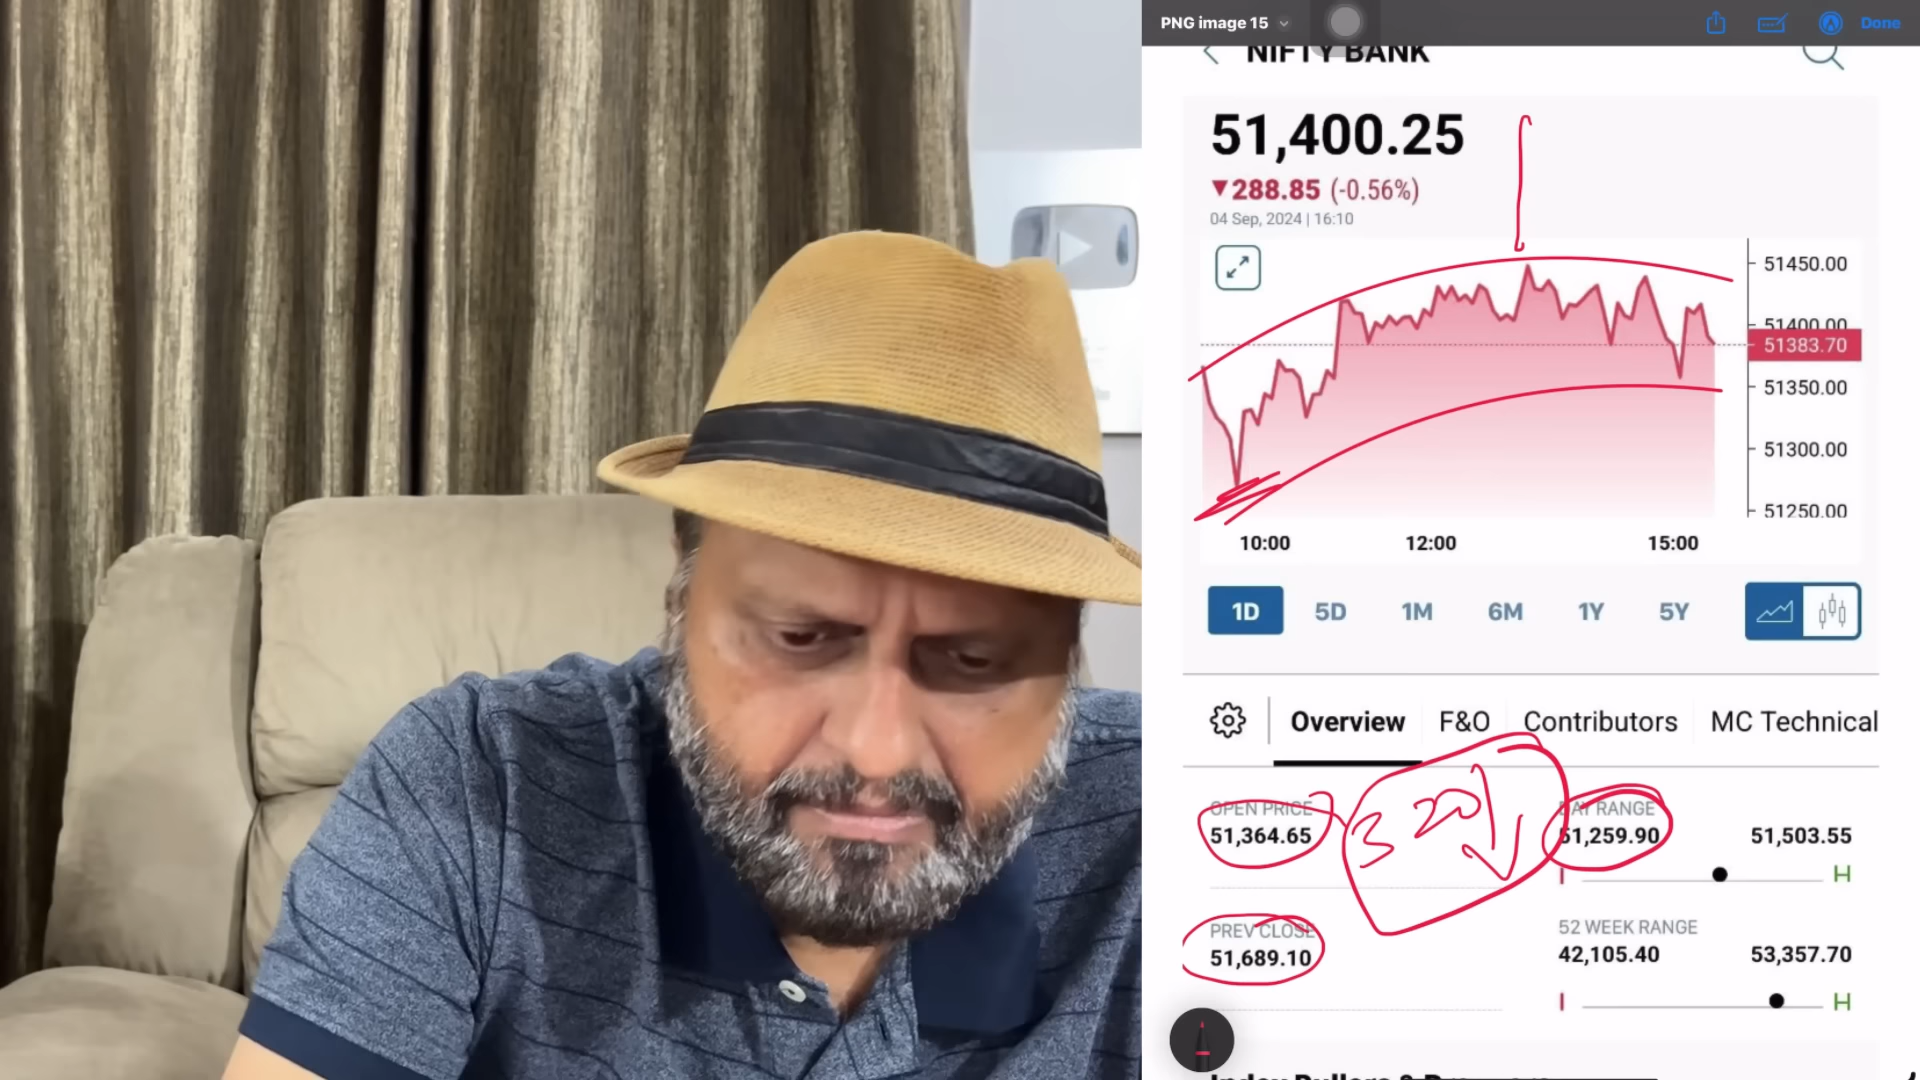 PNG image 15
Done
NIFTY BANK
51,400.25
▼288.85 (-0.56%)
04 Sep, 2024 | 16:10
51450.00
51400.00
51383.70
51350.00
51300.00
51250.00
10:00 12:00 15:00
1D 5D 1M 6M 1Y 5Y
Overview F&O Contributors MC Technical
OPEN PRICE
51,364.65
320
DAY RANGE
51,259.90 51,503.55
H
PREV CLOSE
51,689.10
52 WEEK RANGE
42,105.40 53,357.70
H